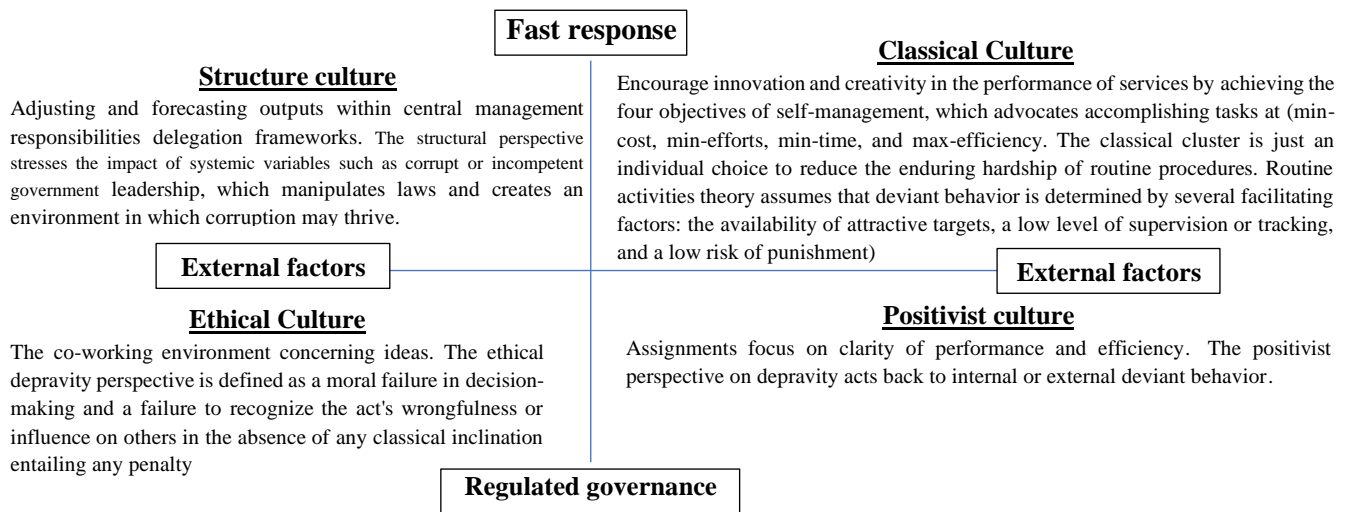 Fast response
Structure culture
Adjusting and forecasting outputs within central management
responsibilities delegation frameworks. The structural perspective
stresses the impact of systemic variables such as corrupt or incompetent
government leadership, which manipulates laws and creates an
environment in which corruption may thrive.
Classical Culture
Encourage innovation and creativity in the performance of services by achieving the
four objectives of self-management, which advocates accomplishing tasks at (min-
cost, min-efforts, min-time, and max-efficiency. The classical cluster is just an
individual choice to reduce the enduring hardship of routine procedures. Routine
activities theory assumes that deviant behavior is determined by several facilitating
factors: the availability of attractive targets, a low level of supervision or tracking,
and a low risk of punishment)
External factors
External factors
Ethical Culture
The co-working environment concerning ideas. The ethical
depravity perspective is defined as a moral failure in decision-
making and a failure to recognize the act's wrongfulness or
influence on others in the absence of any classical inclination
entailing any penalty
Positivist culture
Assignments focus on clarity of performance and efficiency. The positivist
perspective on depravity acts back to internal or external deviant behavior.
Regulated governance